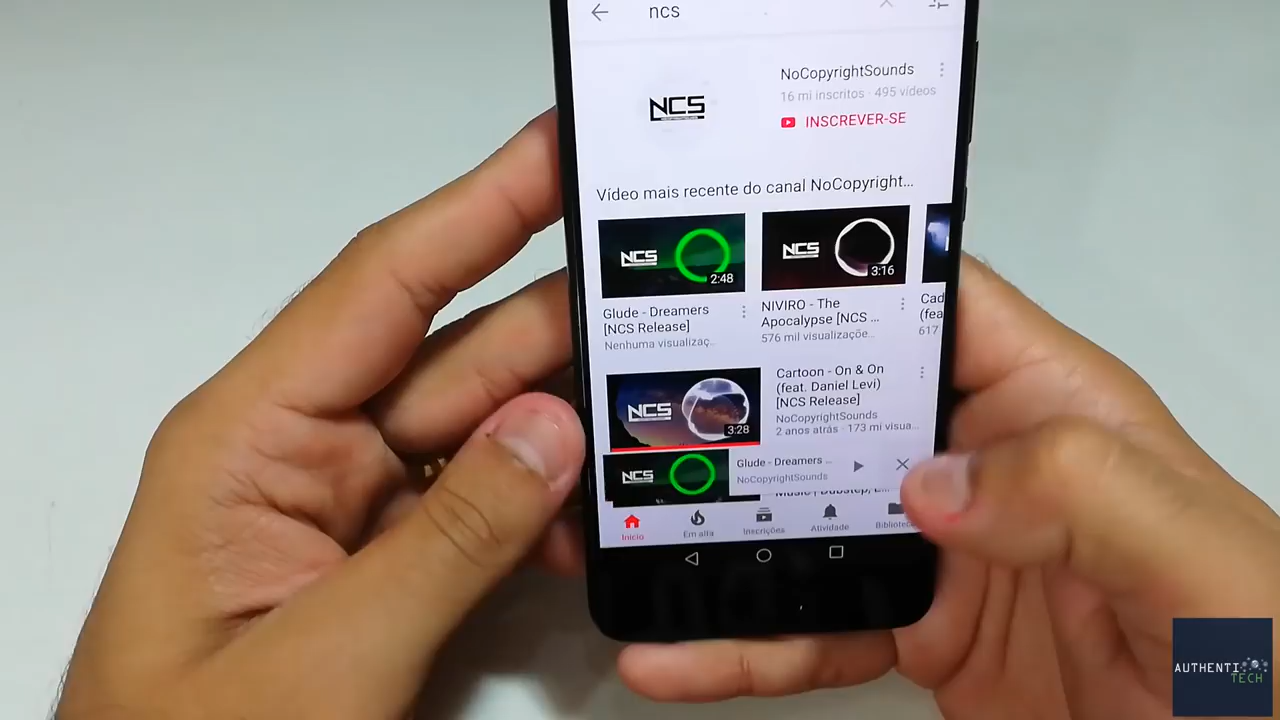 ncs
NoCopyrightSounds
16 mi inscritos · 495 vídeos
NCS
INSCREVER-SE
Vídeo mais recente do canal NoCopyright...
NCS
2:48
NCS
3:16
Glude - Dreamers
[NCS Release]
Nenhuma visualizaç..
NIVIRO - The
Apocalypse [NCS ...
576 mil visualizaçõe..
Cad
(fea
617
NCS
3:28
Cartoon - On & On
(feat. Daniel Levi)
[NCS Release]
NoCopyrightSounds
2 anos atrás · 173 mi visua...
NCS
Glude - Dreamers ...
NoCopyrightSounds
Início
Em alta
Inscrições
Atividade
Bibliotec
AUTHENTI
TECH